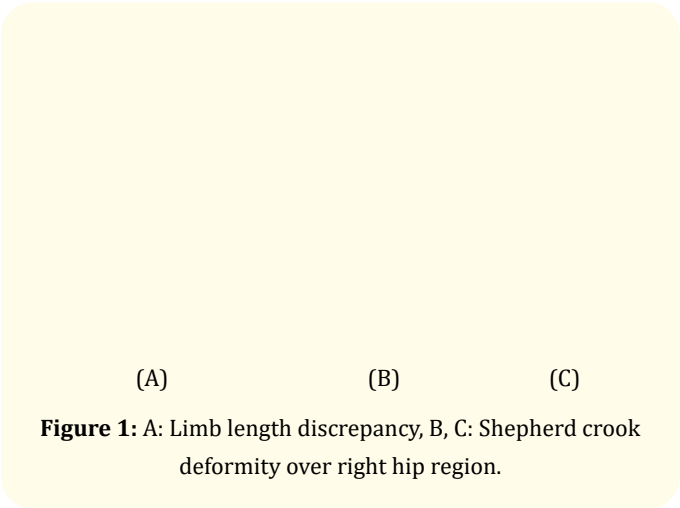 (A) (B) (C)
Figure 1: A: Limb length discrepancy, B, C: Shepherd crook
deformity over right hip region.